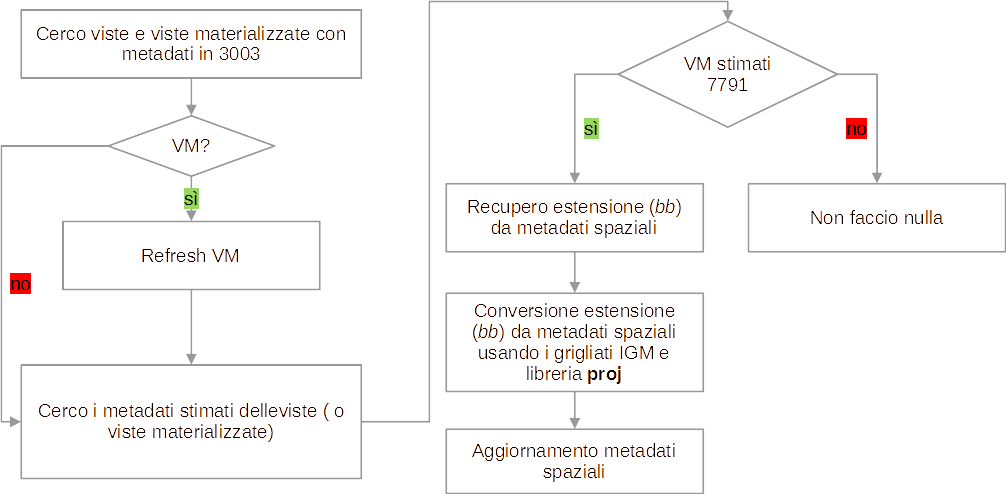 Cerco viste e viste materializzate con
metadati in 3003
VM?
sì
Refresh VM
no
Cerco i metadati stimati delleviste ( o
viste materializzate)
VM stimati
7791
sì
no
Recupero estensione (bb)
da metadati spaziali
Non faccio nulla
Conversione estensione
(bb) da metadati spaziali
usando i grigliati IGM e
libreria proj
Aggiornamento metadati
spaziali